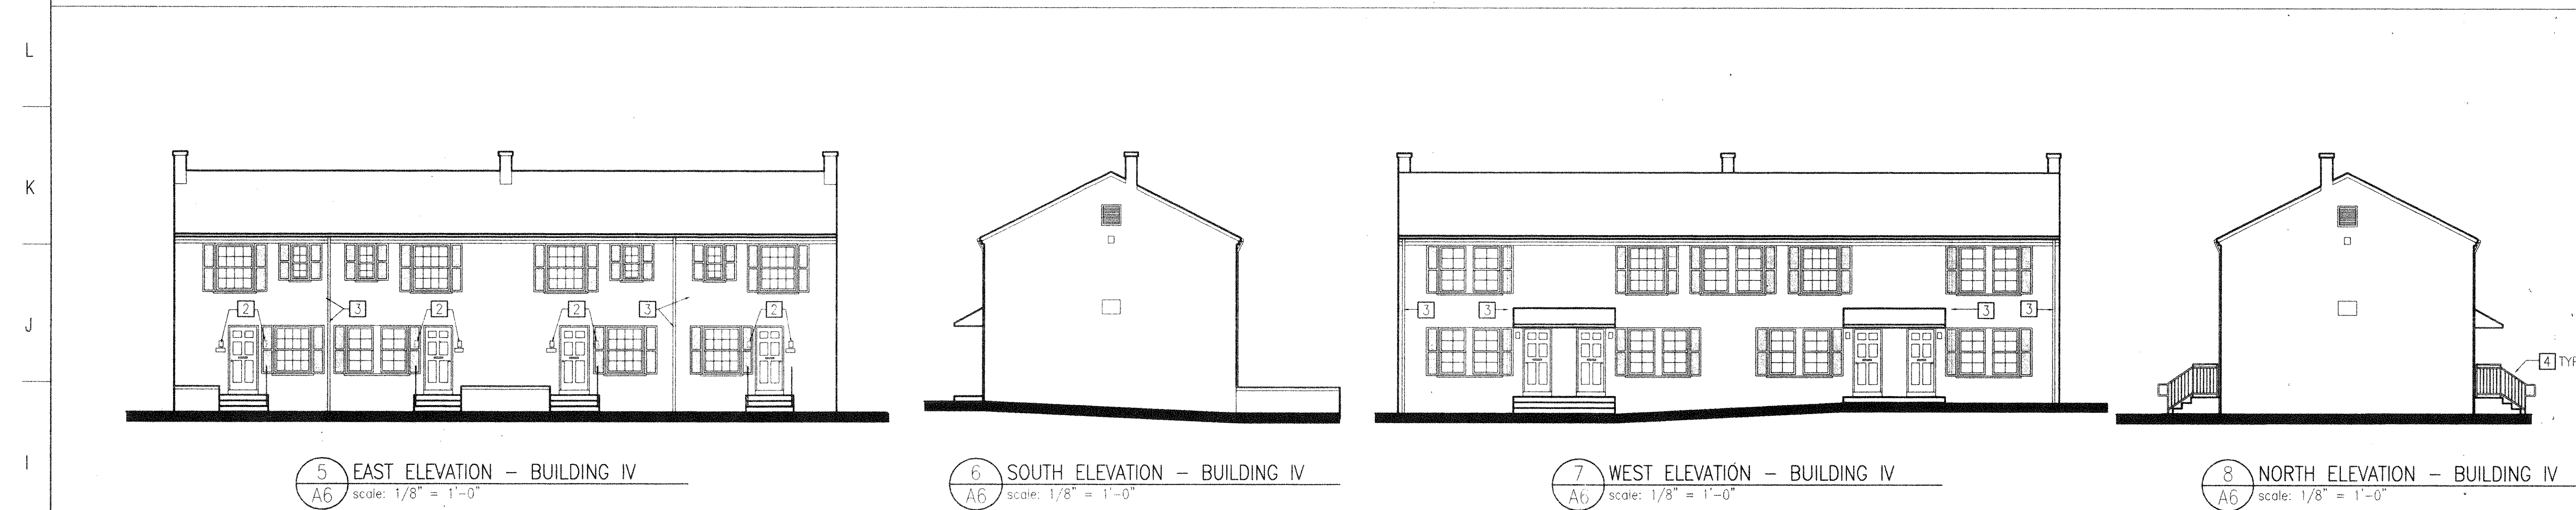 L
K
J
I
2
3
2
2
3
2
3
3
3
3
4 TYP
5
A6
EAST ELEVATION – BUILDING IV
scale: 1/8" = 1'-0"
6
A6
SOUTH ELEVATION – BUILDING IV
scale: 1/8" = 1'-0"
7
A6
WEST ELEVATION – BUILDING IV
scale: 1/8" = 1'-0"
8
A6
NORTH ELEVATION – BUILDING IV
scale: 1/8" = 1'-0"